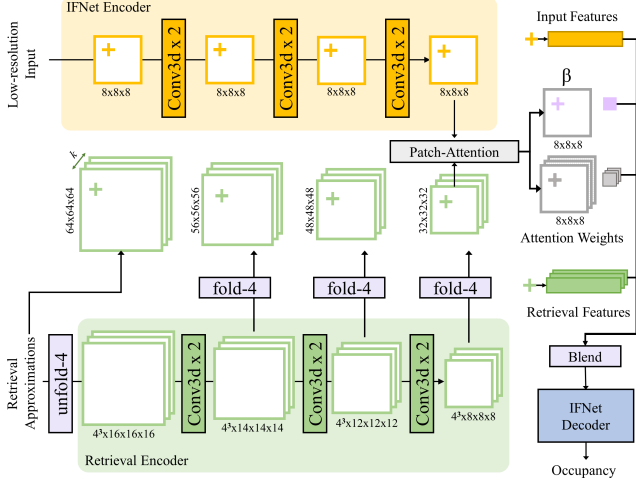 IFNet Encoder
Low-resolution
Input
8x8x8
Conv3d x 2
8x8x8
Conv3d x 2
8x8x8
Conv3d x 2
8x8x8
Input Features
β
8x8x8
Patch-Attention
8x8x8
Attention Weights
k
64x64x64
56x56x56
48x48x48
32x32x32
fold-4
fold-4
fold-4
Retrieval Features
Retrieval
Approximations
unfold-4
4³x16x16x16
Conv3d x 2
4³x14x14x14
Conv3d x 2
4³x12x12x12
Conv3d x 2
4³x8x8x8
Retrieval Encoder
Blend
IFNet
Decoder
Occupancy